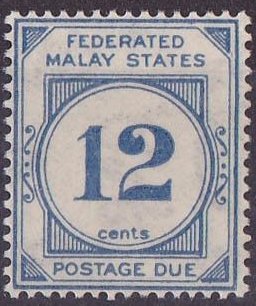 FEDERATED
MALAY STATES
12
cents
POSTAGE DUE